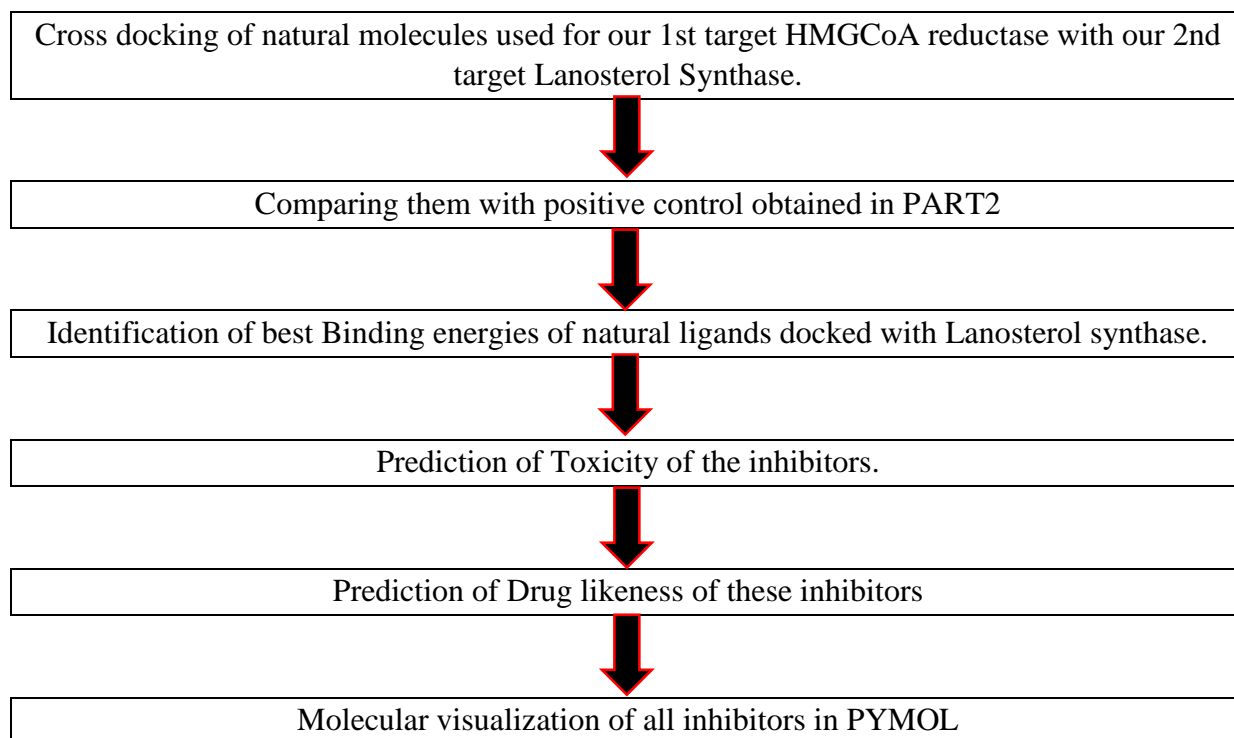 Cross docking of natural molecules used for our 1st target HMGCoA reductase with our 2nd
target Lanosterol Synthase.
Comparing them with positive control obtained in PART2
Identification of best Binding energies of natural ligands docked with Lanosterol synthase.
Prediction of Toxicity of the inhibitors.
Prediction of Drug likeness of these inhibitors
Molecular visualization of all inhibitors in PYMOL